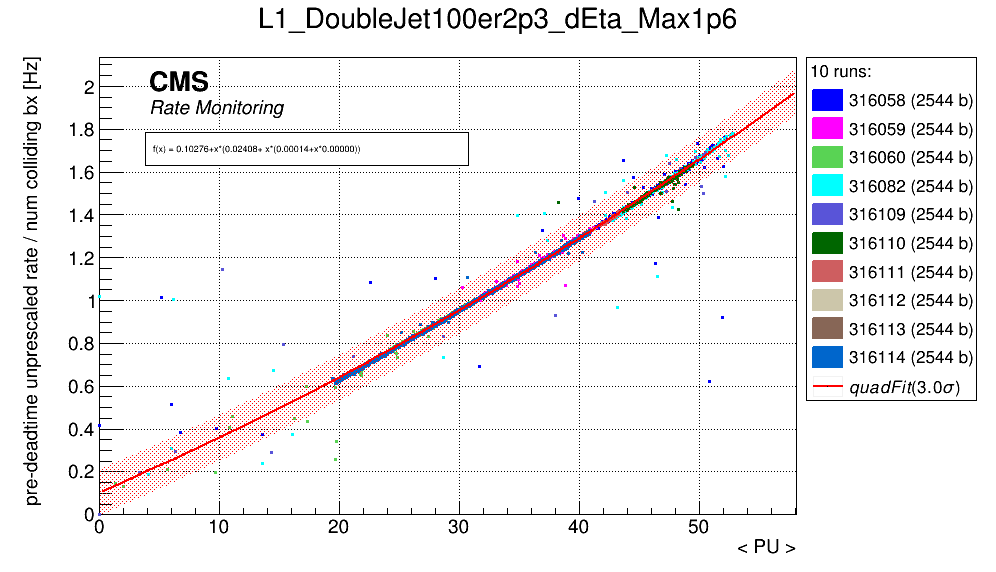 L1_DoubleJet100er2p3_dEta_Max1p6
pre-deadtime unprescaled rate / num colliding bx [Hz]
CMS
Rate Monitoring
f(x) = 0.10276+x*(0.02408+ x*(0.00014+x*0.00000))
2
1.8
1.6
1.4
1.2
1
0.8
0.6
0.4
0.2
0
0
10
20
30
40
50
< PU >
10 runs:
316058 (2544 b)
316059 (2544 b)
316060 (2544 b)
316082 (2544 b)
316109 (2544 b)
316110 (2544 b)
316111 (2544 b)
316112 (2544 b)
316113 (2544 b)
316114 (2544 b)
quadFit(3.0σ)